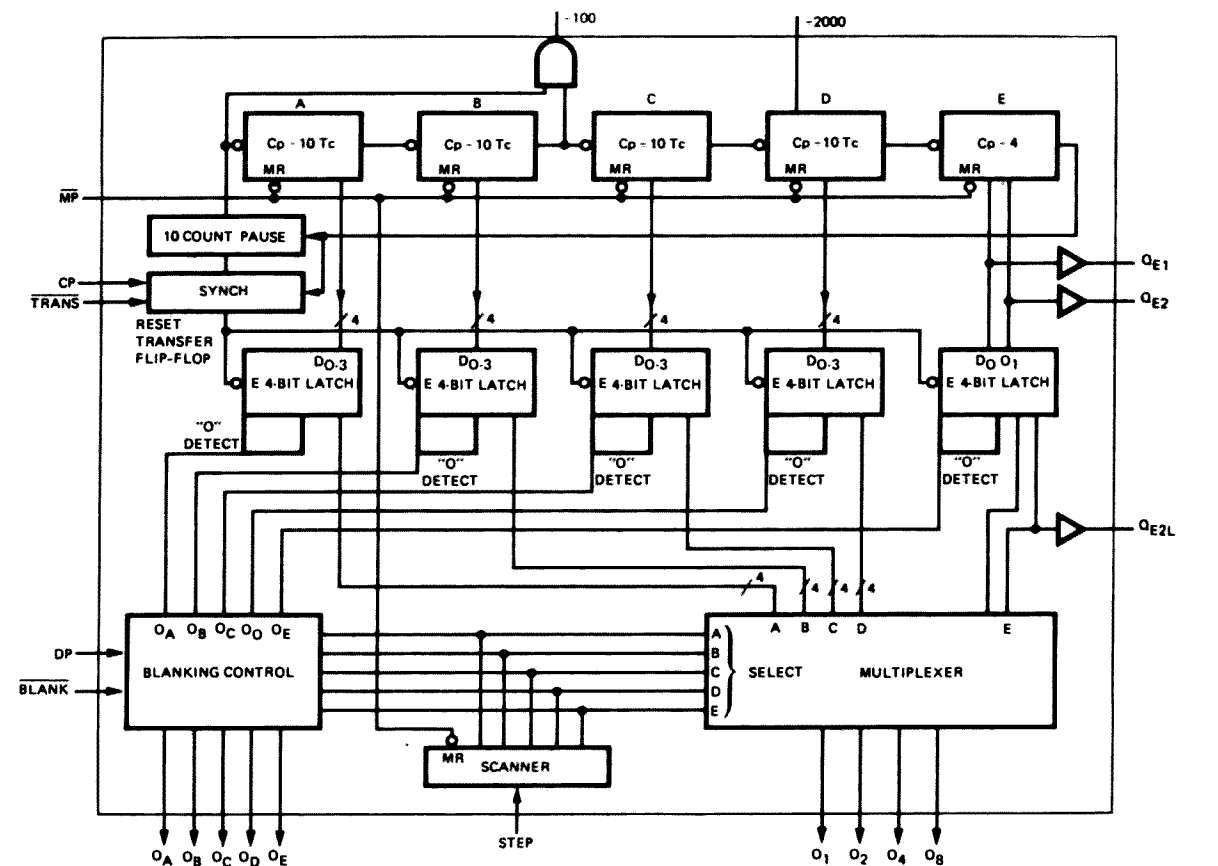 -100
-2000
A
B
C
D
E
Cp - 10 Tc
Cp - 10 Tc
Cp - 10 Tc
Cp - 10 Tc
Cp - 4
MR
MR
MR
MR
MR
MP
10 COUNT PAUSE
CP
SYNCH
TRANS
QE1
QE2
RESET
TRANSFER
FLIP-FLOP
4
4
4
4
D0-3
D0-3
D0-3
D0-3
D0 O1
E 4-BIT LATCH
E 4-BIT LATCH
E 4-BIT LATCH
E 4-BIT LATCH
E 4-BIT LATCH
"O"
DETECT
"O"
DETECT
"O"
DETECT
"O"
DETECT
"O"
DETECT
QE2L
4
4
4
4
OA OB OC OO OE
A B C D E
DP
BLANKING CONTROL
BLANK
A
B
C
D
E
SELECT
MULTIPLEXER
MR
SCANNER
STEP
OA OB OC OD OE
O1 O2 O4 O8